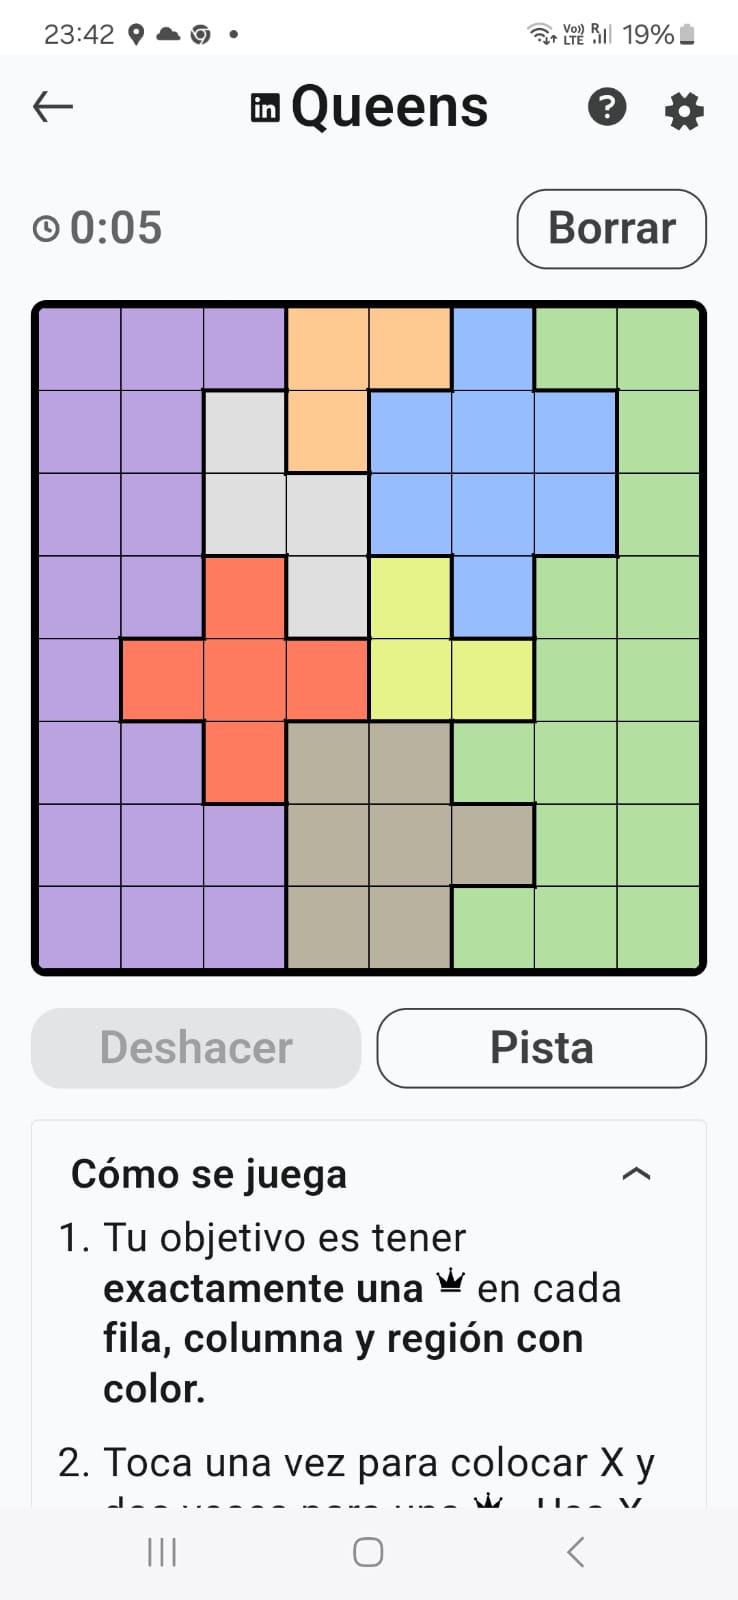 23:42
Vo)) R
LTE 19%
in Queens
?
0:05 Borrar
Deshacer Pista
Cómo se juega
1. Tu objetivo es tener
exactamente una en cada
fila, columna y región con
color.
2. Toca una vez para colocar X y